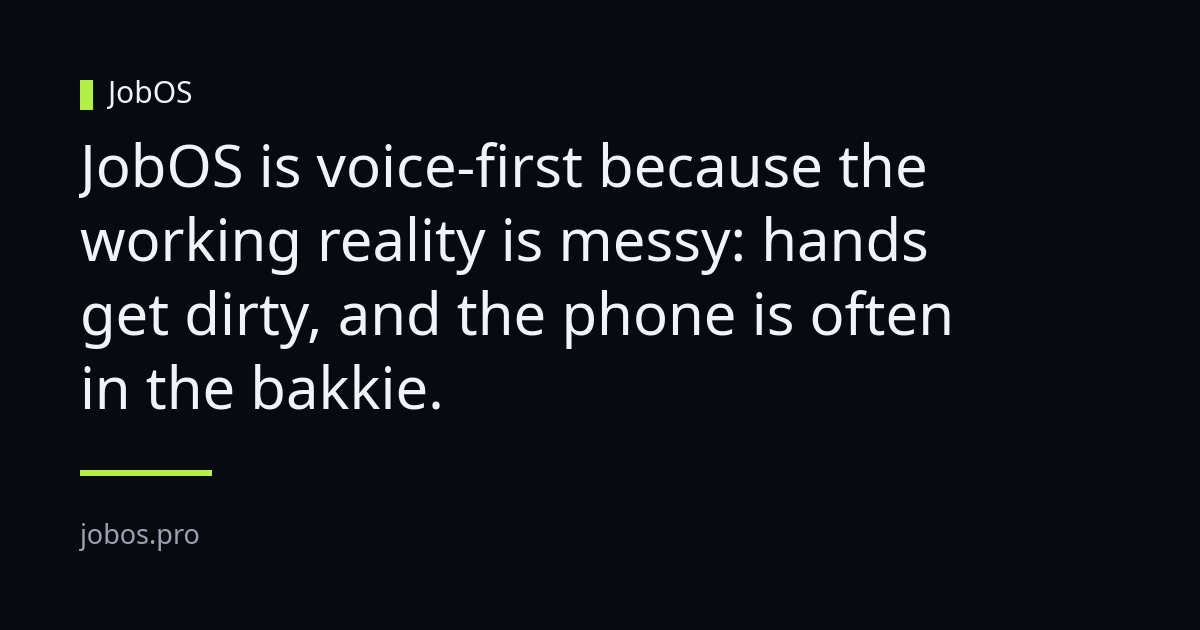 JobOS
JobOS is voice-first because the
working reality is messy: hands
get dirty, and the phone is often
in the bakkie.
jobos.pro